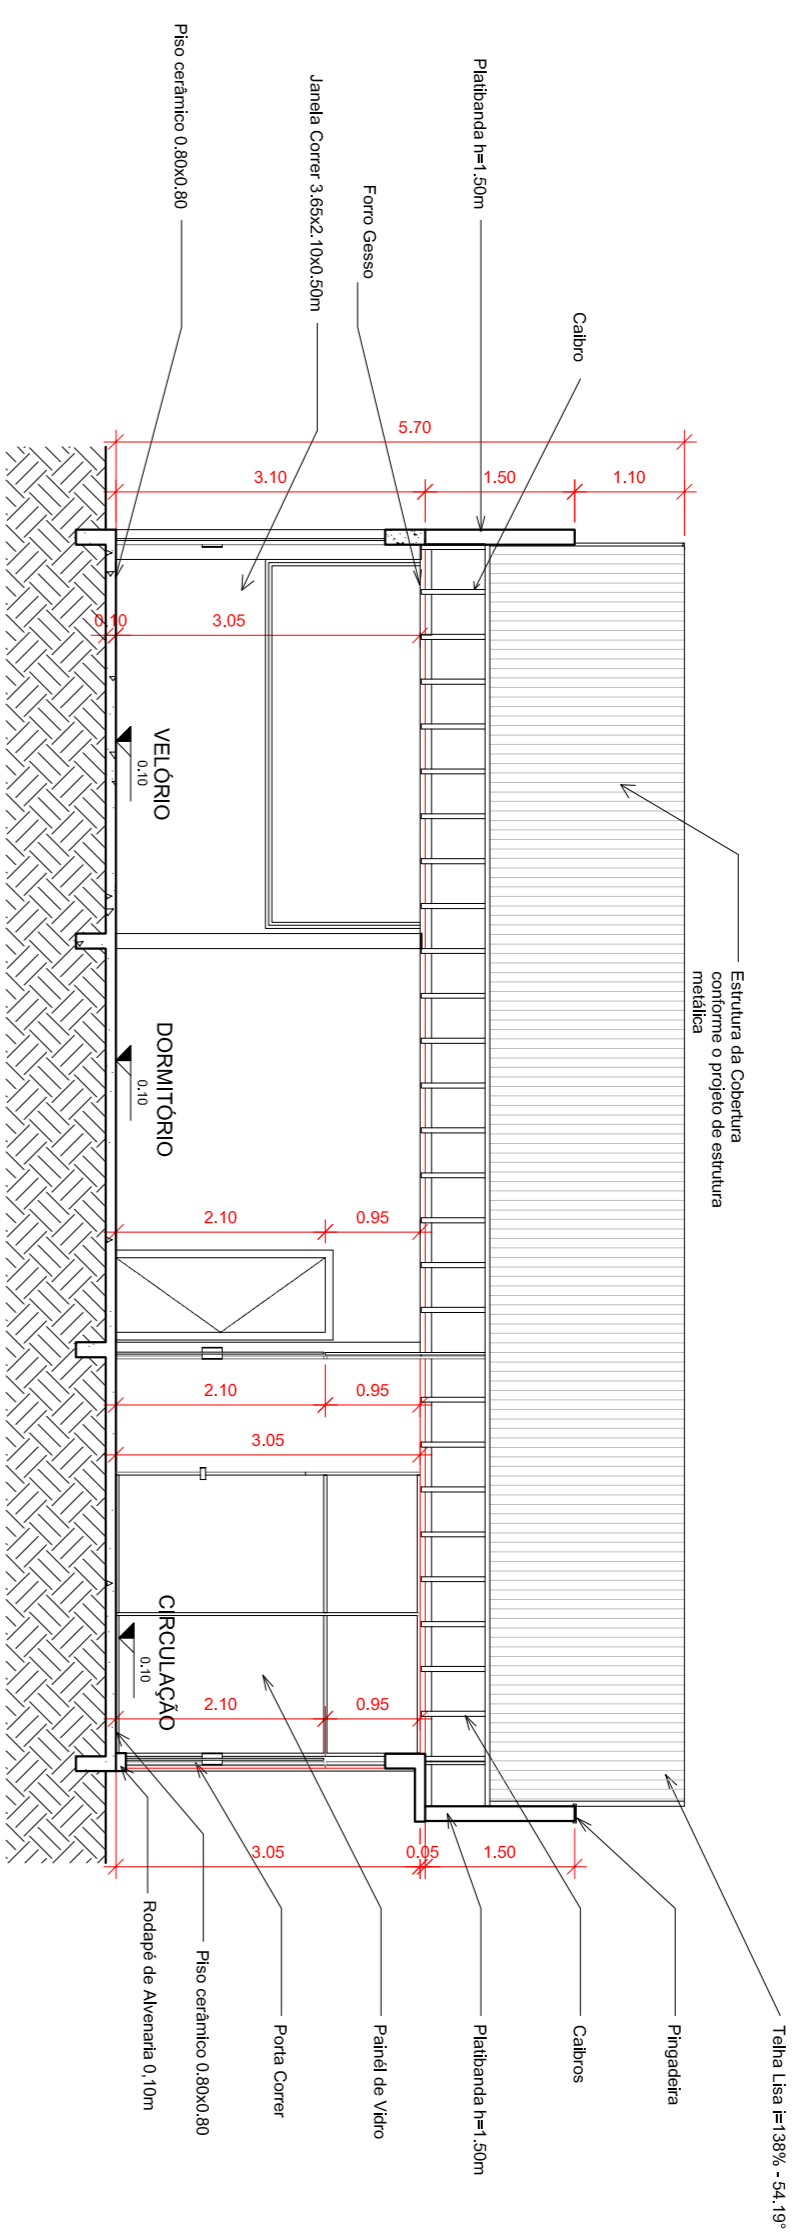 Piso cerâmico 0.80x0.80
Janela Correr 3.65x2.10x0.50m
Forro Gesso
Platibanda h=1.50m
Caibro
5.70
3.10
1.50
1.10
0.10
3.05
VELÓRIO
0.10
Estrutura da Cobertura
conforme o projeto de estrutura
metálica
DORMITÓRIO
0.10
2.10
0.95
2.10
0.95
3.05
CIRCULAÇÃO
0.10
2.10
0.95
3.05
0.05
1.50
Rodapé de Alvenaria 0,10m
Piso cerâmico 0.80x0.80
Porta Correr
Painél de Vidro
Platibanda h=1.50m
Caibros
Pingadeira
Telha Lisa i=138% - 54.19°